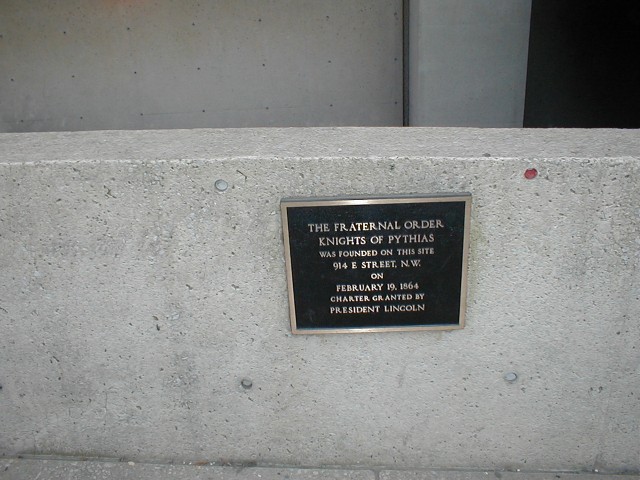 THE FRATERNAL ORDER
KNIGHTS OF PYTHIAS
WAS FOUNDED ON THIS SITE
914 E STREET, N.W.
ON
FEBRUARY 19, 1864
CHARTER GRANTED BY
PRESIDENT LINCOLN